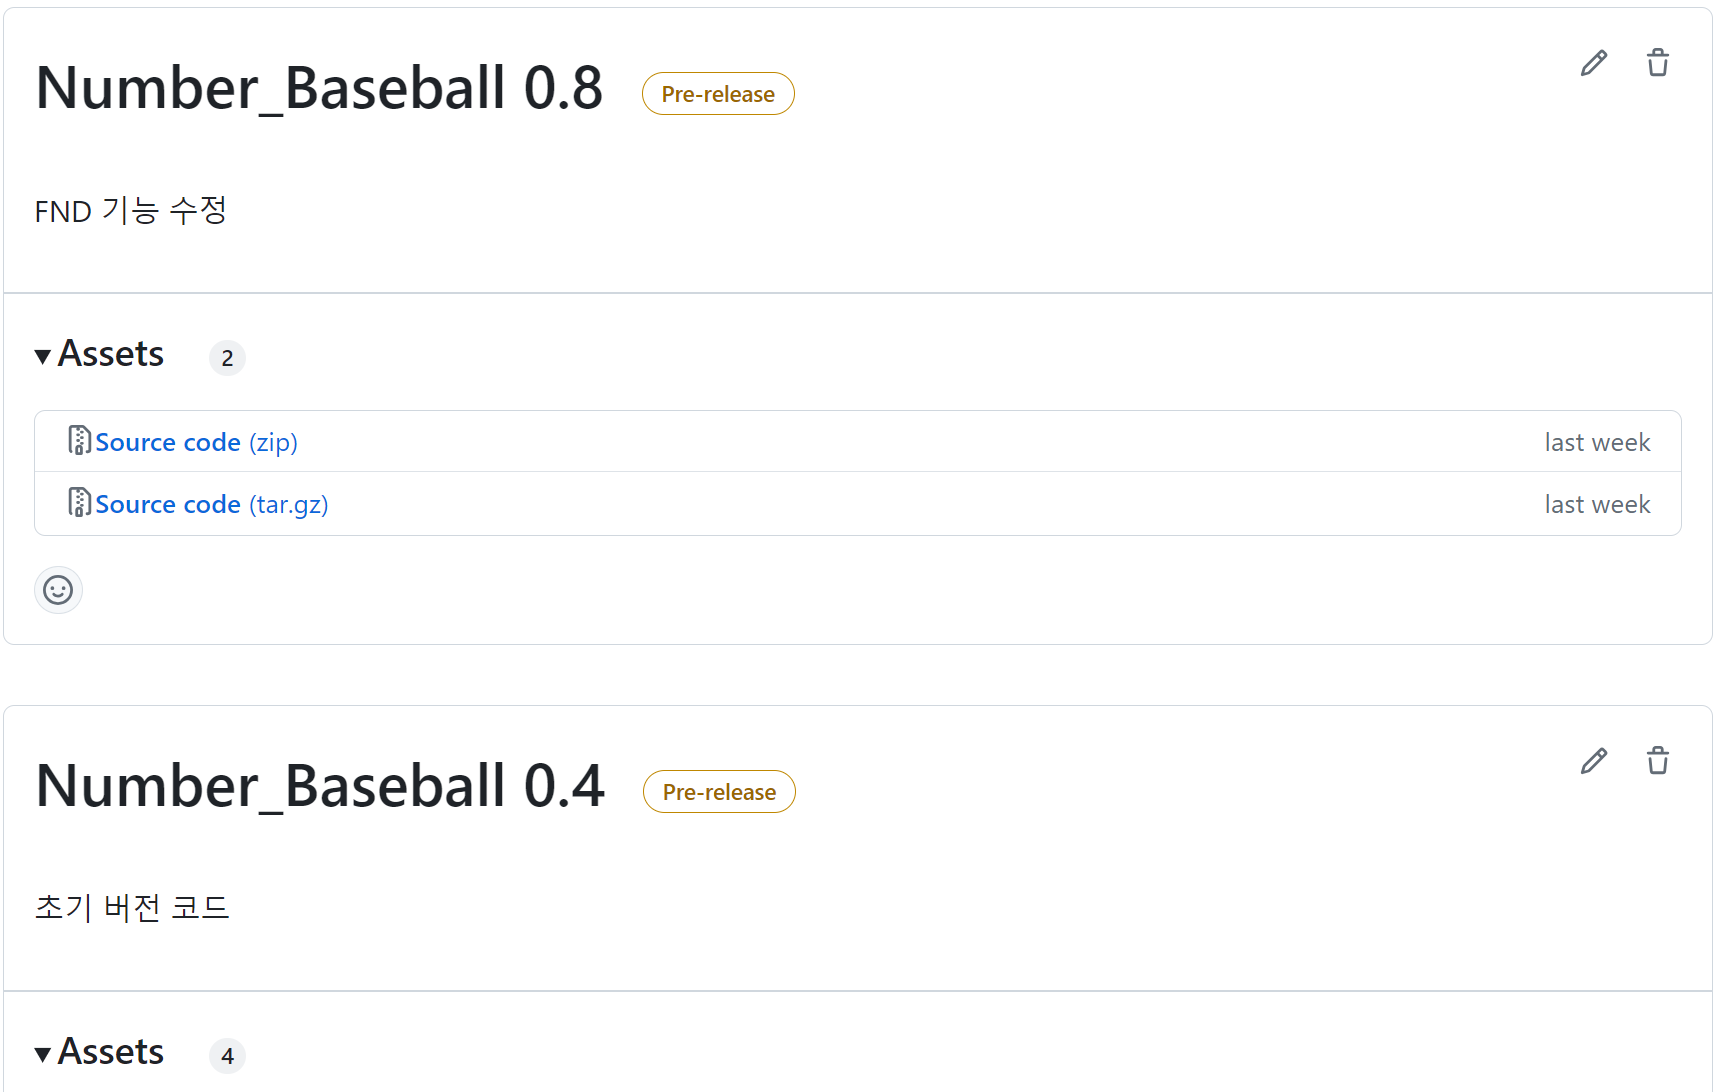 Number_Baseball 0.8 Pre-release
FND 기능 수정
Assets 2
Source code (zip) last week
Source code (tar.gz) last week
Number_Baseball 0.4 Pre-release
초기 버전 코드
Assets 4